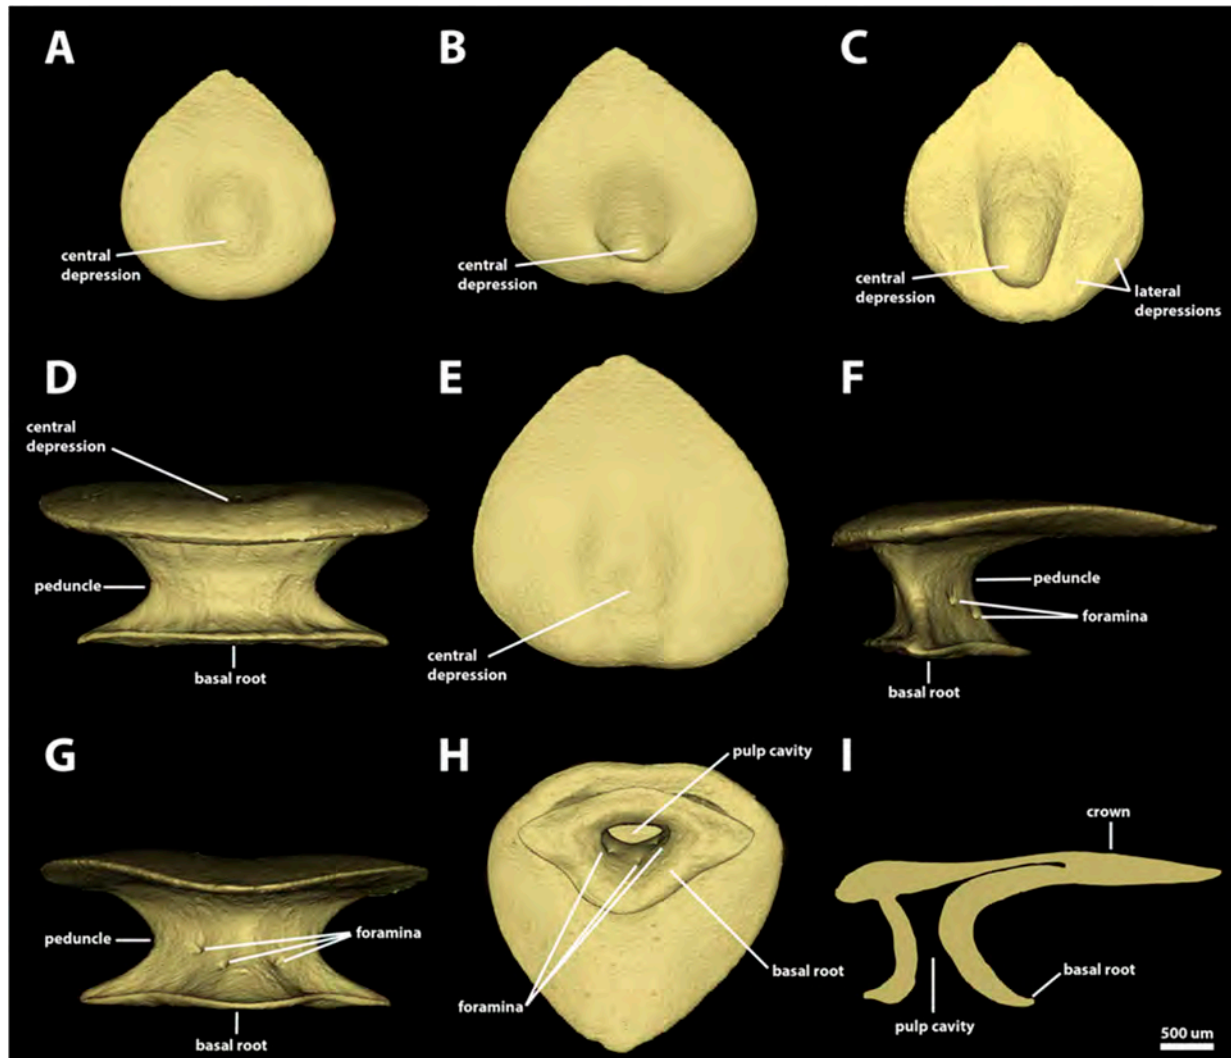 A
central
depression
B
central
depression
C
central
depression
lateral
depressions
D
central
depression
peduncle
basal root
E
central
depression
F
peduncle
foramina
basal root
G
peduncle
foramina
basal root
H
pulp cavity
foramina
basal root
I
crown
basal root
pulp cavity
500 um